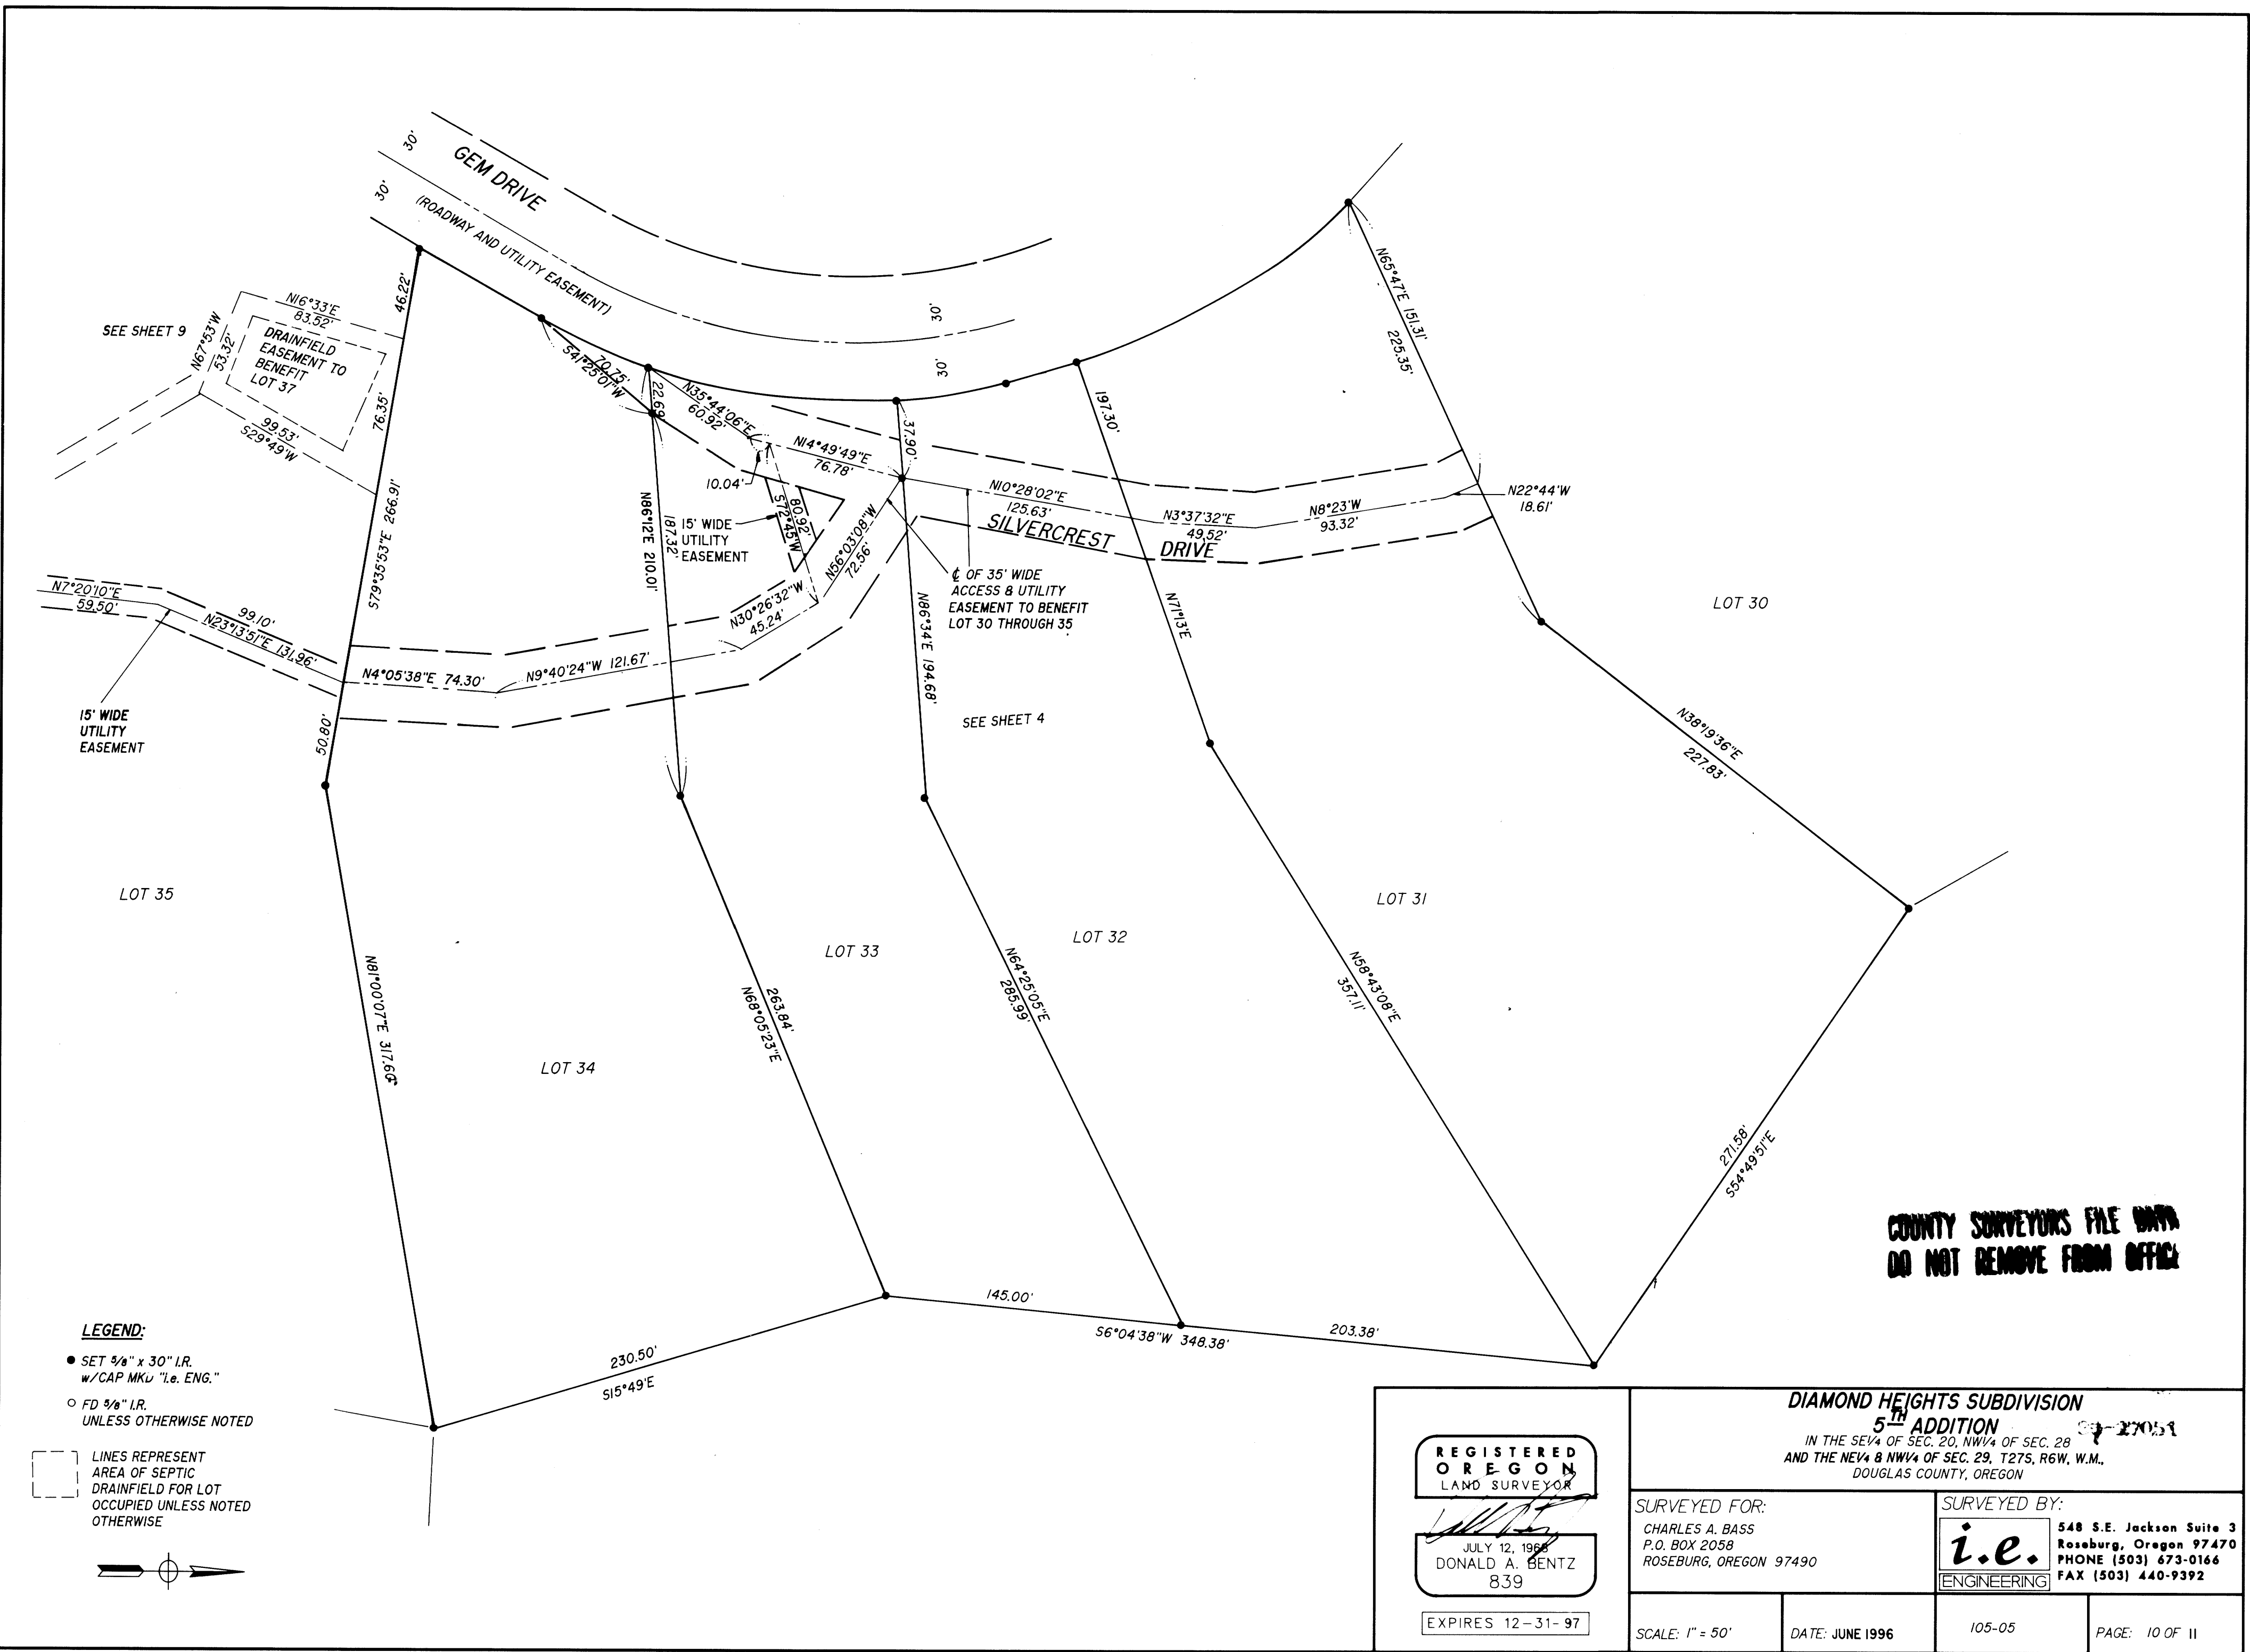 30'
30'
GEM DRIVE
(ROADWAY AND UTILITY EASEMENT)
30'
30'
SEE SHEET 9
N16°33'E
83.52'
N67°53'W
53.32'
DRAINFIELD
EASEMENT TO
BENEFIT
LOT 37
99.53'
S29°49'W
46.22'
76.35'
S79°35'53"E 266.91'
50.80'
70.75'
S41°25'01"W
22.69'
N35°44'06"E
60.92'
10.04'
N14°49'49"E
76.78'
37.90'
80.92'
S72°45'W
15' WIDE
UTILITY
EASEMENT
N86°12'E 210.01'
187.32'
N56°03'08"W
72.56'
N30°26'32"W
45.24'
N9°40'24"W 121.67'
N4°05'38"E 74.30'
N7°20'10"E
59.50'
99.10'
N23°13'51"E 131.96'
15' WIDE
UTILITY
EASEMENT
N10°28'02"E
125.63'
SILVERCREST DRIVE
N3°37'32"E
49.52'
N8°23'W
93.32'
N22°44'W
18.61'
℄ OF 35' WIDE
ACCESS & UTILITY
EASEMENT TO BENEFIT
LOT 30 THROUGH 35
N86°34'E 194.68'
197.30'
N71°13'E
N65°47'E 151.31'
225.35'
LOT 30
SEE SHEET 4
N38°19'36"E
227.83'
LOT 35
LOT 34
LOT 33
LOT 32
LOT 31
N81°00'07"E 317.60'
263.84'
N68°05'23"E
N64°25'05"E
285.99'
N58°43'08"E
357.11'
271.58'
S54°49'51"E
230.50'
S15°49'E
145.00'
S6°04'38"W 348.38'
203.38'
COUNTY SURVEYORS FILE DATA
DO NOT REMOVE FROM OFFICE
LEGEND:
SET 5/8" x 30" I.R.
w/CAP MKD "i.e. ENG."
FD 5/8" I.R.
UNLESS OTHERWISE NOTED
LINES REPRESENT
AREA OF SEPTIC
DRAINFIELD FOR LOT
OCCUPIED UNLESS NOTED
OTHERWISE
REGISTERED
OREGON
LAND SURVEYOR
JULY 12, 1968
DONALD A. BENTZ
839
EXPIRES 12-31-97
DIAMOND HEIGHTS SUBDIVISION
5TH ADDITION
IN THE SE1/4 OF SEC. 20, NW1/4 OF SEC. 28
AND THE NE1/4 & NW1/4 OF SEC. 29, T27S, R6W, W.M.,
DOUGLAS COUNTY, OREGON
SURVEYED FOR:
CHARLES A. BASS
P.O. BOX 2058
ROSEBURG, OREGON 97490
SURVEYED BY:
i.e.
ENGINEERING
548 S.E. Jackson Suite 3
Roseburg, Oregon 97470
PHONE (503) 673-0166
FAX (503) 440-9392
SCALE: 1" = 50'
DATE: JUNE 1996
105-05
PAGE: 10 OF 11